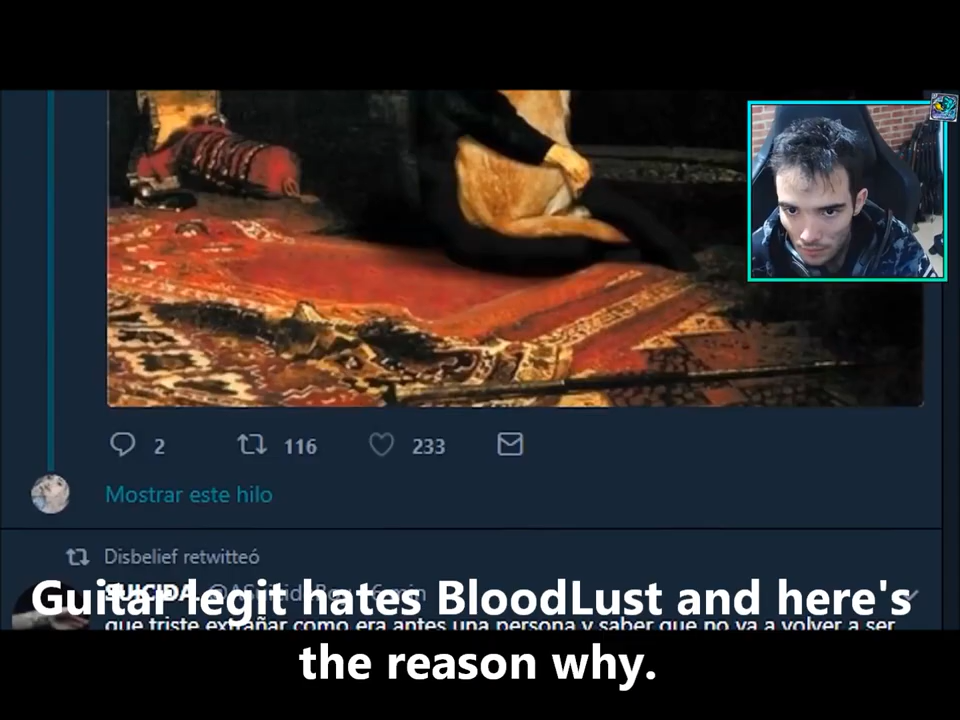 2 116 233
Mostrar este hilo
Disbelief retwitteó
SUICIDA
Guitar legit hates BloodLust and here's
que triste extrañar como era antes una persona y saber que no va a volver a ser
the reason why.